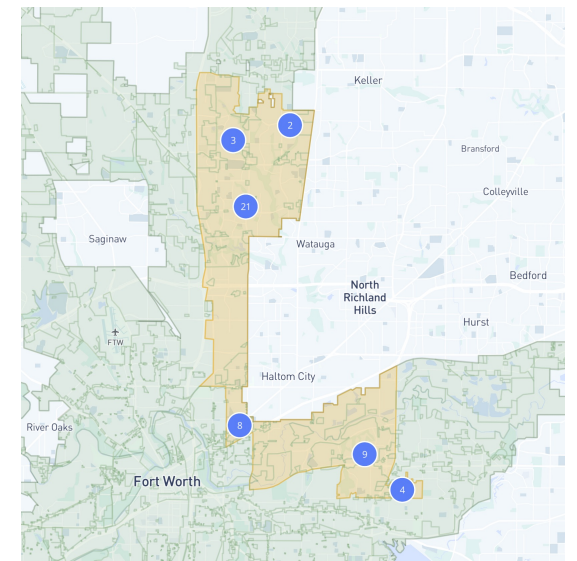 Keller
2
3
Bransford
Colleyville
21
Saginaw
Watauga
Bedford
North
Richland
Hills
Hurst
FTW
Haltom City
River Oaks
8
9
Fort Worth
4